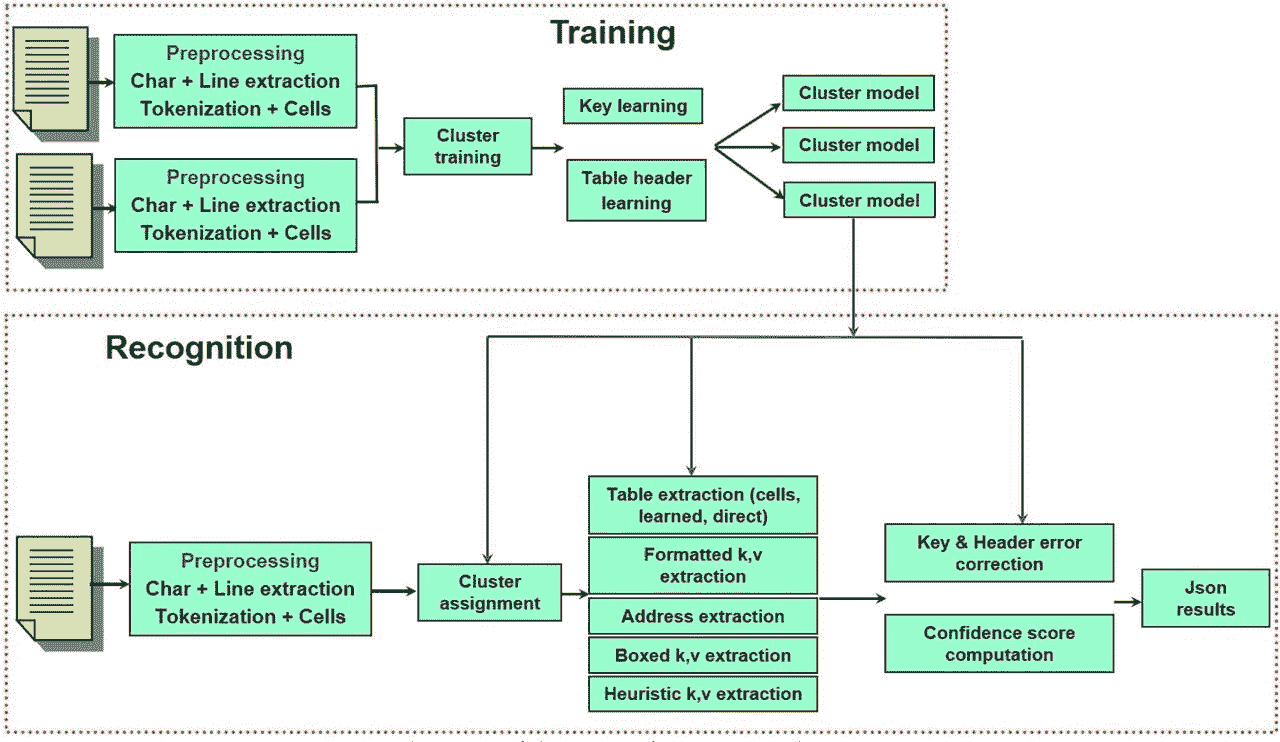 Training
Preprocessing
Char + Line extraction
Tokenization + Cells
Preprocessing
Char + Line extraction
Tokenization + Cells
Cluster
training
Key learning
Table header
learning
Cluster model
Cluster model
Cluster model
Recognition
Preprocessing
Char + Line extraction
Tokenization + Cells
Cluster
assignment
Table extraction (cells,
learned, direct)
Formatted k,v
extraction
Address extraction
Boxed k,v extraction
Heuristic k,v extraction
Key & Header error
correction
Confidence score
computation
Json
results